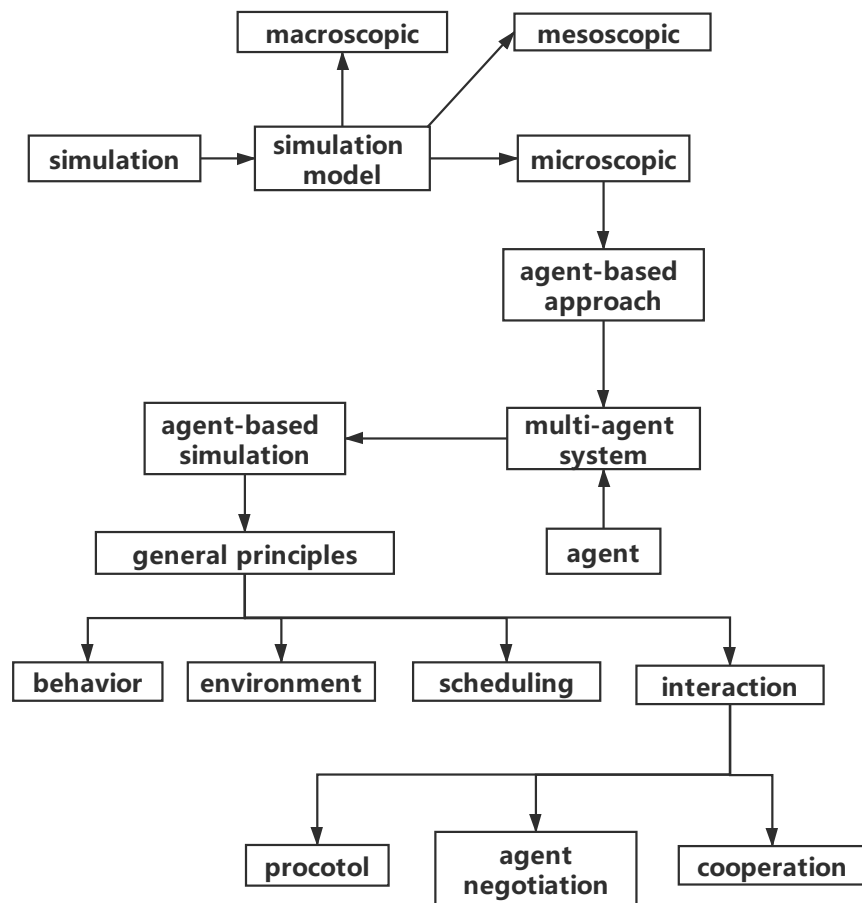 macroscopic
mesoscopic
simulation
simulation
model
microscopic
agent-based
approach
agent-based
simulation
multi-agent
system
general principles
agent
behavior
environment
scheduling
interaction
procotol
agent
negotiation
cooperation